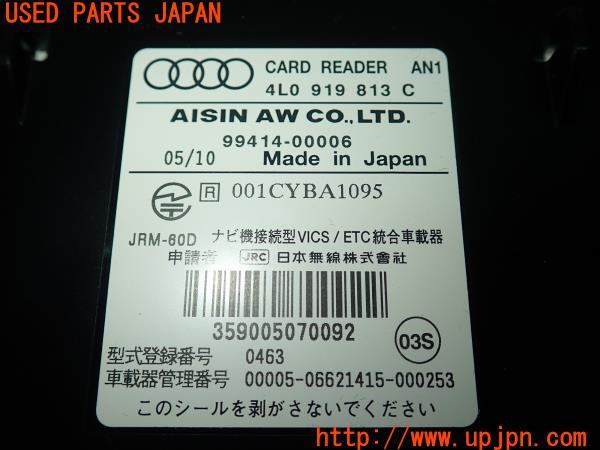 USED PARTS JAPAN
CARD READER AN1
4L0 919 813 C
AISIN AW CO.,LTD.
99414-00006
05/10 Made in Japan
R 001CYBA1095
JRM-60D ナビ機接続型VICS/ETC統合車載器
申請者 JRC 日本無線株式會社
359005070092
03S
型式登録番号 0463
車載器管理番号 00005-06621415-000253
このシールを剥がさないでください
USED PARTS JAPAN http://www.upjpn.com